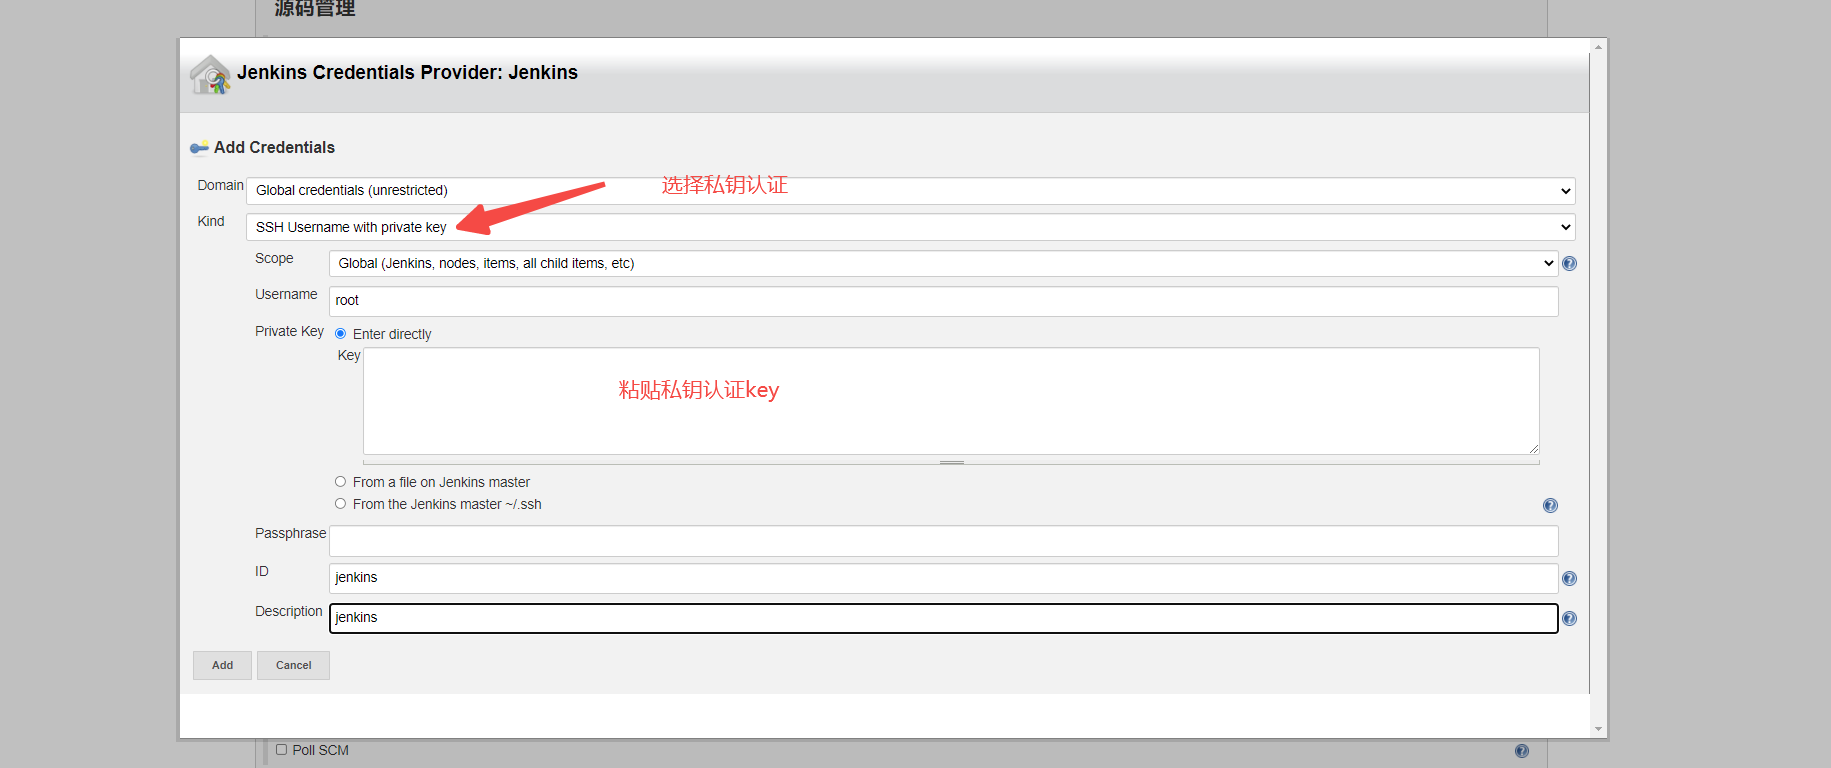 源码管理
Jenkins Credentials Provider: Jenkins
Add Credentials
Domain
Global credentials (unrestricted)
选择私钥认证
Kind
SSH Username with private key
Scope
Global (Jenkins, nodes, items, all child items, etc)
Username
root
Private Key
Enter directly
Key
粘贴私钥认证key
From a file on Jenkins master
From the Jenkins master ~/.ssh
Passphrase
ID
jenkins
Description
jenkins
Add
Cancel
Poll SCM